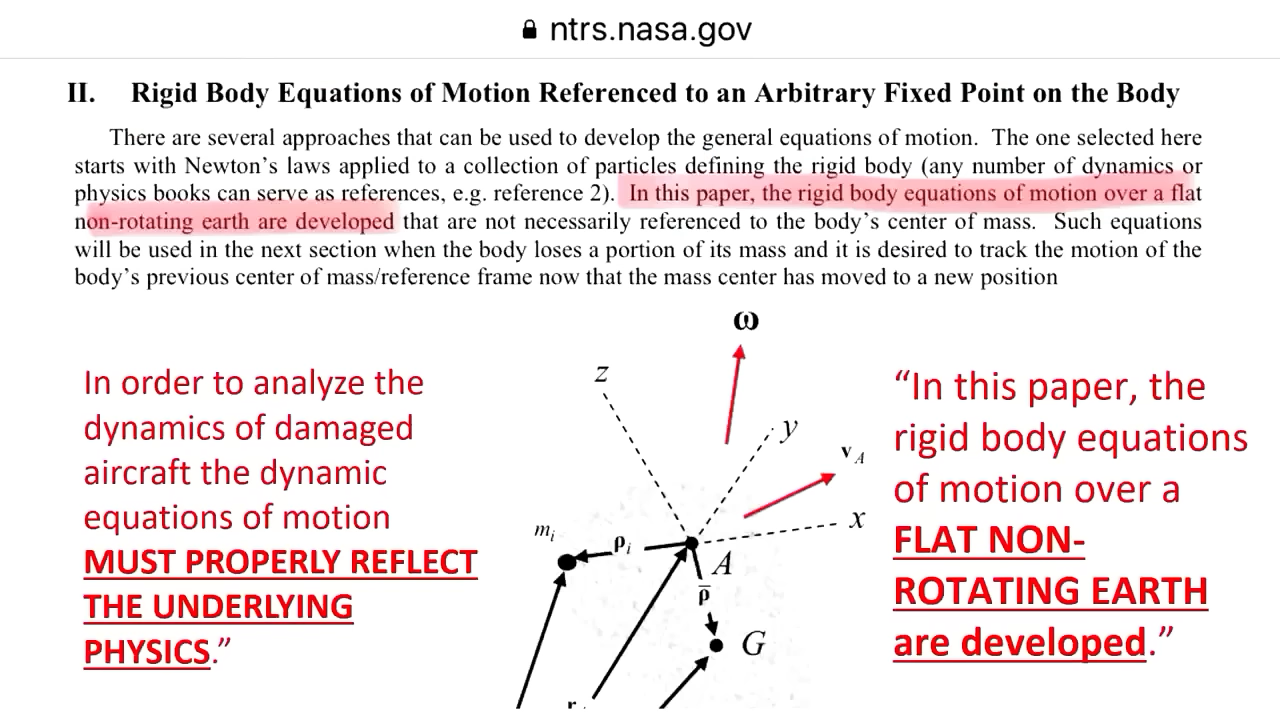 ntrs.nasa.gov
II. Rigid Body Equations of Motion Referenced to an Arbitrary Fixed Point on the Body
There are several approaches that can be used to develop the general equations of motion. The one selected here
starts with Newton's laws applied to a collection of particles defining the rigid body (any number of dynamics or
physics books can serve as references, e.g. reference 2). In this paper, the rigid body equations of motion over a flat
non-rotating earth are developed that are not necessarily referenced to the body's center of mass. Such equations
will be used in the next section when the body loses a portion of its mass and it is desired to track the motion of the
body's previous center of mass/reference frame now that the mass center has moved to a new position
In order to analyze the
dynamics of damaged
aircraft the dynamic
equations of motion
MUST PROPERLY REFLECT
THE UNDERLYING
PHYSICS.”
ω
z
y
v A
x
m i
ρ i
A
ρ̄
G
r
“In this paper, the
rigid body equations
of motion over a
FLAT NON-
ROTATING EARTH
are developed.”